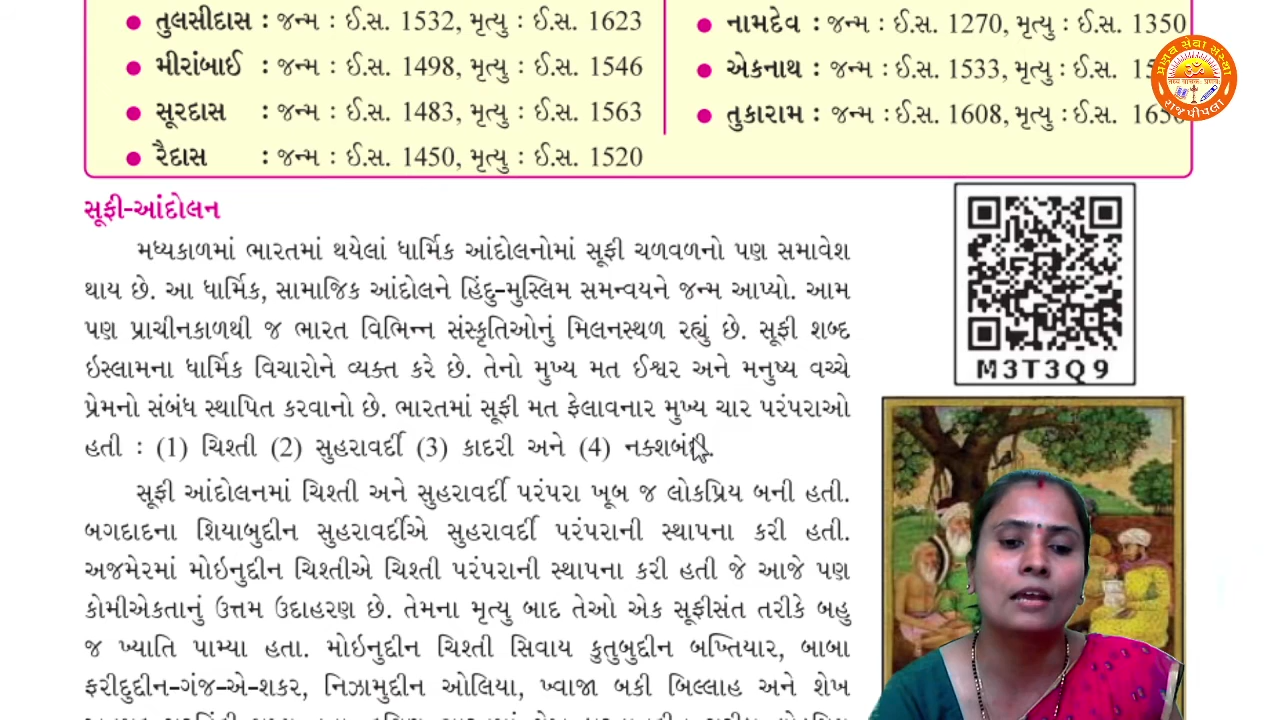 તુલસીદાસ : જન્મ : ઈ.સ. 1532, મૃત્યુ : ઈ.સ. 1623
મીરાંબાઈ : જન્મ : ઈ.સ. 1498, મૃત્યુ : ઈ.સ. 1546
સૂરદાસ : જન્મ : ઈ.સ. 1483, મૃત્યુ : ઈ.સ. 1563
રૈદાસ : જન્મ : ઈ.સ. 1450, મૃત્યુ : ઈ.સ. 1520
નામદેવ : જન્મ : ઈ.સ. 1270, મૃત્યુ : ઈ.સ. 1350
એકનાથ : જન્મ : ઈ.સ. 1533, મૃત્યુ : ઈ.સ.
તુકારામ : જન્મ : ઈ.સ. 1608, મૃત્યુ : ઈ.સ. 1650
પ્રણવ સેવા સંસ્થા
ૐ
રાજપીપલા
સૂફી-આંદોલન
મધ્યકાળમાં ભારતમાં થયેલાં ધાર્મિક આંદોલનોમાં સૂફી ચળવળનો પણ સમાવેશ
થાય છે. આ ધાર્મિક, સામાજિક આંદોલને હિંદુ-મુસ્લિમ સમન્વયને જન્મ આપ્યો. આમ
પણ પ્રાચીનકાળથી જ ભારત વિભિન્ન સંસ્કૃતિઓનું મિલનસ્થળ રહ્યું છે. સૂફી શબ્દ
ઇસ્લામના ધાર્મિક વિચારોને વ્યક્ત કરે છે. તેનો મુખ્ય મત ઈશ્વર અને મનુષ્ય વચ્ચે
પ્રેમનો સંબંધ સ્થાપિત કરવાનો છે. ભારતમાં સૂફી મત ફેલાવનાર મુખ્ય ચાર પરંપરાઓ
હતી : (1) ચિશ્તી (2) સુહરાવર્દી (3) કાદરી અને (4) નક્શબંદી.
સૂફી આંદોલનમાં ચિશ્તી અને સુહરાવર્દી પરંપરા ખૂબ જ લોકપ્રિય બની હતી.
બગદાદના શિયાબુદ્દીન સુહરાવર્દીએ સુહરાવર્દી પરંપરાની સ્થાપના કરી હતી.
અજમેરમાં મોઇનુદ્દીન ચિશ્તીએ ચિશ્તી પરંપરાની સ્થાપના કરી હતી જે આજે પણ
કોમીએકતાનું ઉત્તમ ઉદાહરણ છે. તેમના મૃત્યુ બાદ તેઓ એક સૂફીસંત તરીકે બહુ
જ ખ્યાતિ પામ્યા હતા. મોઇનુદ્દીન ચિશ્તી સિવાય કુતુબુદ્દીન બખ્તિયાર, બાબા
ફરીદુદ્દીન-ગંજ-એ-શકર, નિઝામુદ્દીન ઓલિયા, ખ્વાજા બકી બિલ્લાહ અને શેખ
M3T3Q9